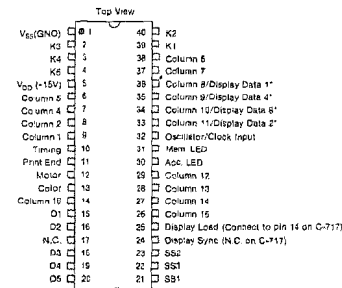 Top View
VSS(GND) 1 40 K2
K3 2 39 K1
K4 3 38 Column 6
K5 4 37 Column 7
VDD (-15V) 5 36 Column 8/Display Data 1*
Column 5 6 35 Column 9/Display Data 4*
Column 4 7 34 Column 10/Display Data 8*
Column 2 8 33 Column 11/Display Data 2*
Column 1 9 32 Oscillator/Clock Input
Timing 10 31 Mem. LED
Print End 11 30 Acc. LED
Motor 12 29 Column 12
Color 13 28 Column 13
Column 16 14 27 Column 14
D1 15 26 Column 15
D2 16 25 Display Load (Connect to pin 14 on C-717)
N.C. 17 24 Display Sync (N.C. on C-717)
D3 18 23 SS2
D4 19 22
D5 20 21 SB1